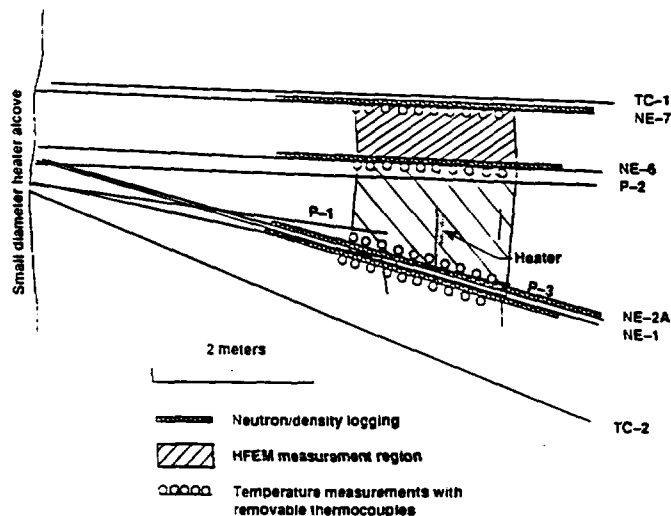 TC-1
NE-7
NE-6
P-2
P-1
Heater
P-3
NE-2A
NE-1
TC-2
Small diameter heater alcove
2 meters
Neutron/density logging
HFEM measurement region
Temperature measurements with
removable thermocouples